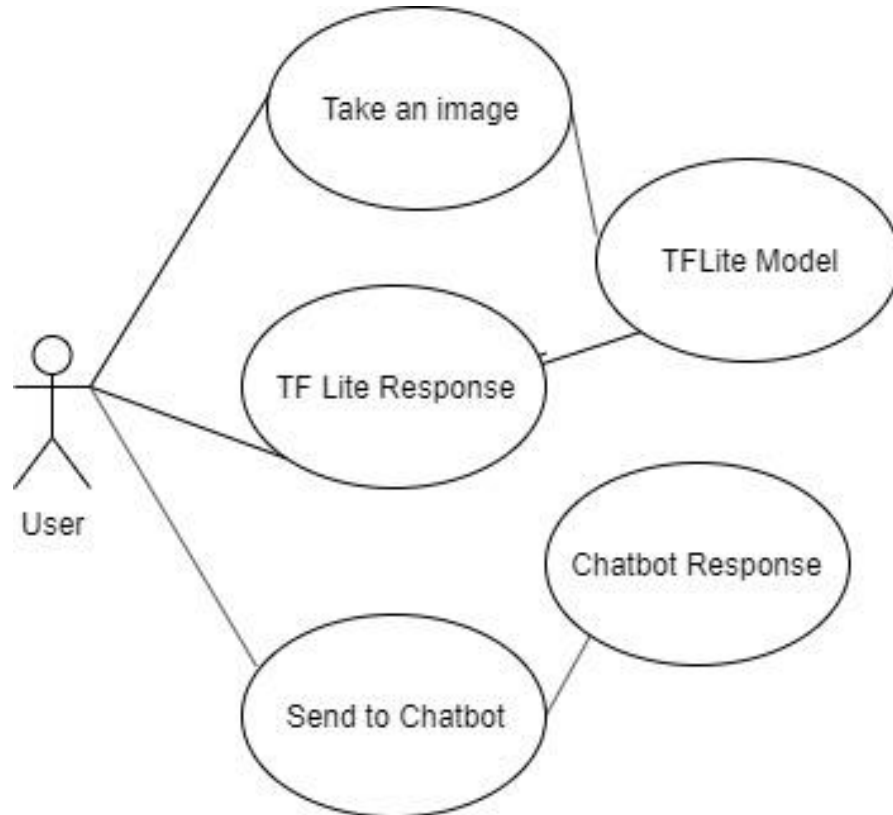 Take an image
TFLite Model
TF Lite Response
User
Chatbot Response
Send to Chatbot